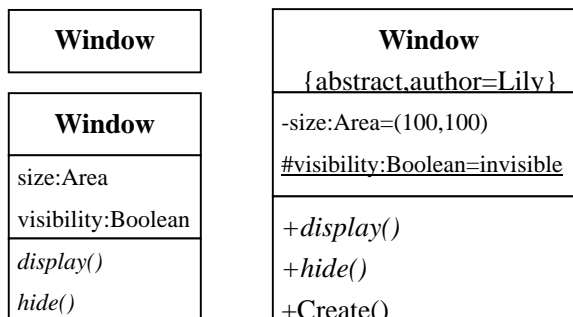 Window
Window
size:Area
visibility:Boolean
display()
hide()
Window
{abstract,author=Lily}
-size:Area=(100,100)
#visibility:Boolean=invisible
+display()
+hide()
+Create()